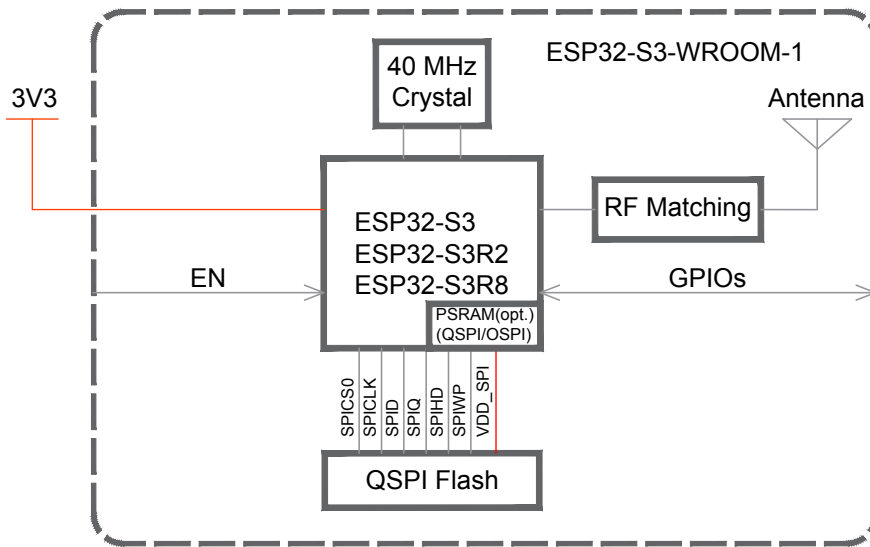 ESP32-S3-WROOM-1
40 MHz
Crystal
3V3
Antenna
RF Matching
ESP32-S3
ESP32-S3R2
ESP32-S3R8
EN
GPIOs
PSRAM(opt.)
(QSPI/OSPI)
SPICS0
SPICLK
SPID
SPIQ
SPIHD
SPIWP
VDD_SPI
QSPI Flash